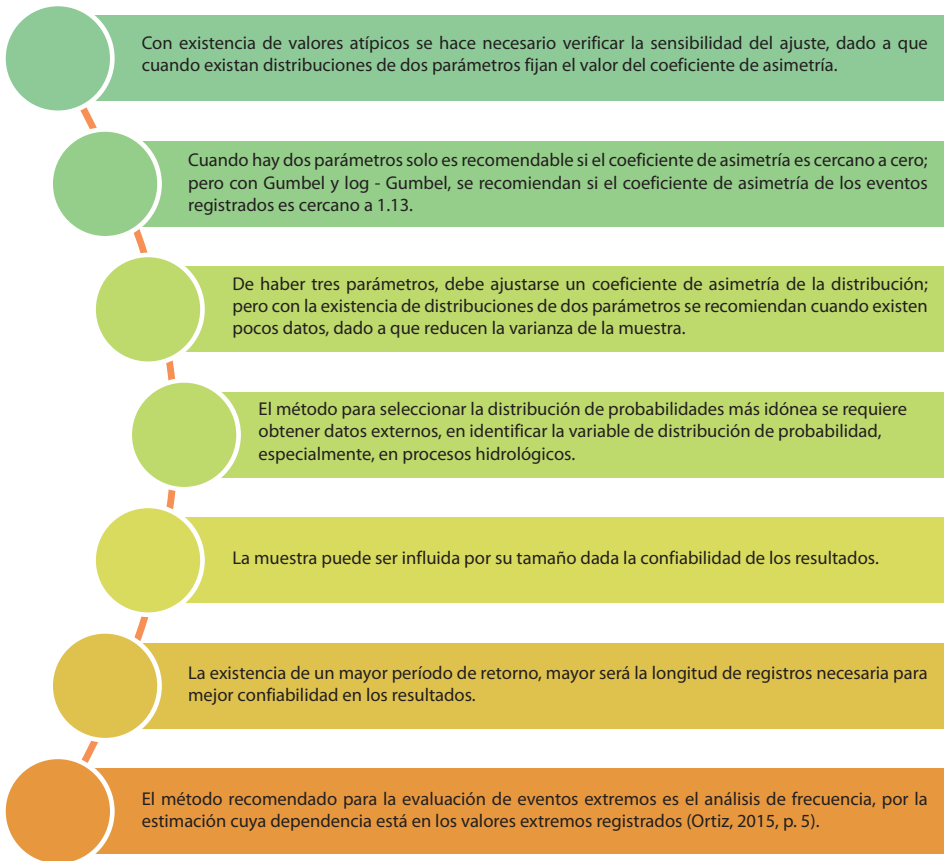 Con existencia de valores atípicos se hace necesario verificar la sensibilidad del ajuste, dado a que
cuando existan distribuciones de dos parámetros fijan el valor del coeficiente de asimetría.
Cuando hay dos parámetros solo es recomendable si el coeficiente de asimetría es cercano a cero;
pero con Gumbel y log - Gumbel, se recomiendan si el coeficiente de asimetría de los eventos
registrados es cercano a 1.13.
De haber tres parámetros, debe ajustarse un coeficiente de asimetría de la distribución;
pero con la existencia de distribuciones de dos parámetros se recomiendan cuando existen
pocos datos, dado a que reducen la varianza de la muestra.
El método para seleccionar la distribución de probabilidades más idónea se requiere
obtener datos externos, en identificar la variable de distribución de probabilidad,
especialmente, en procesos hidrológicos.
La muestra puede ser influida por su tamaño dada la confiabilidad de los resultados.
La existencia de un mayor período de retorno, mayor será la longitud de registros necesaria para
mejor confiabilidad en los resultados.
El método recomendado para la evaluación de eventos extremos es el análisis de frecuencia, por la
estimación cuya dependencia está en los valores extremos registrados (Ortiz, 2015, p. 5).